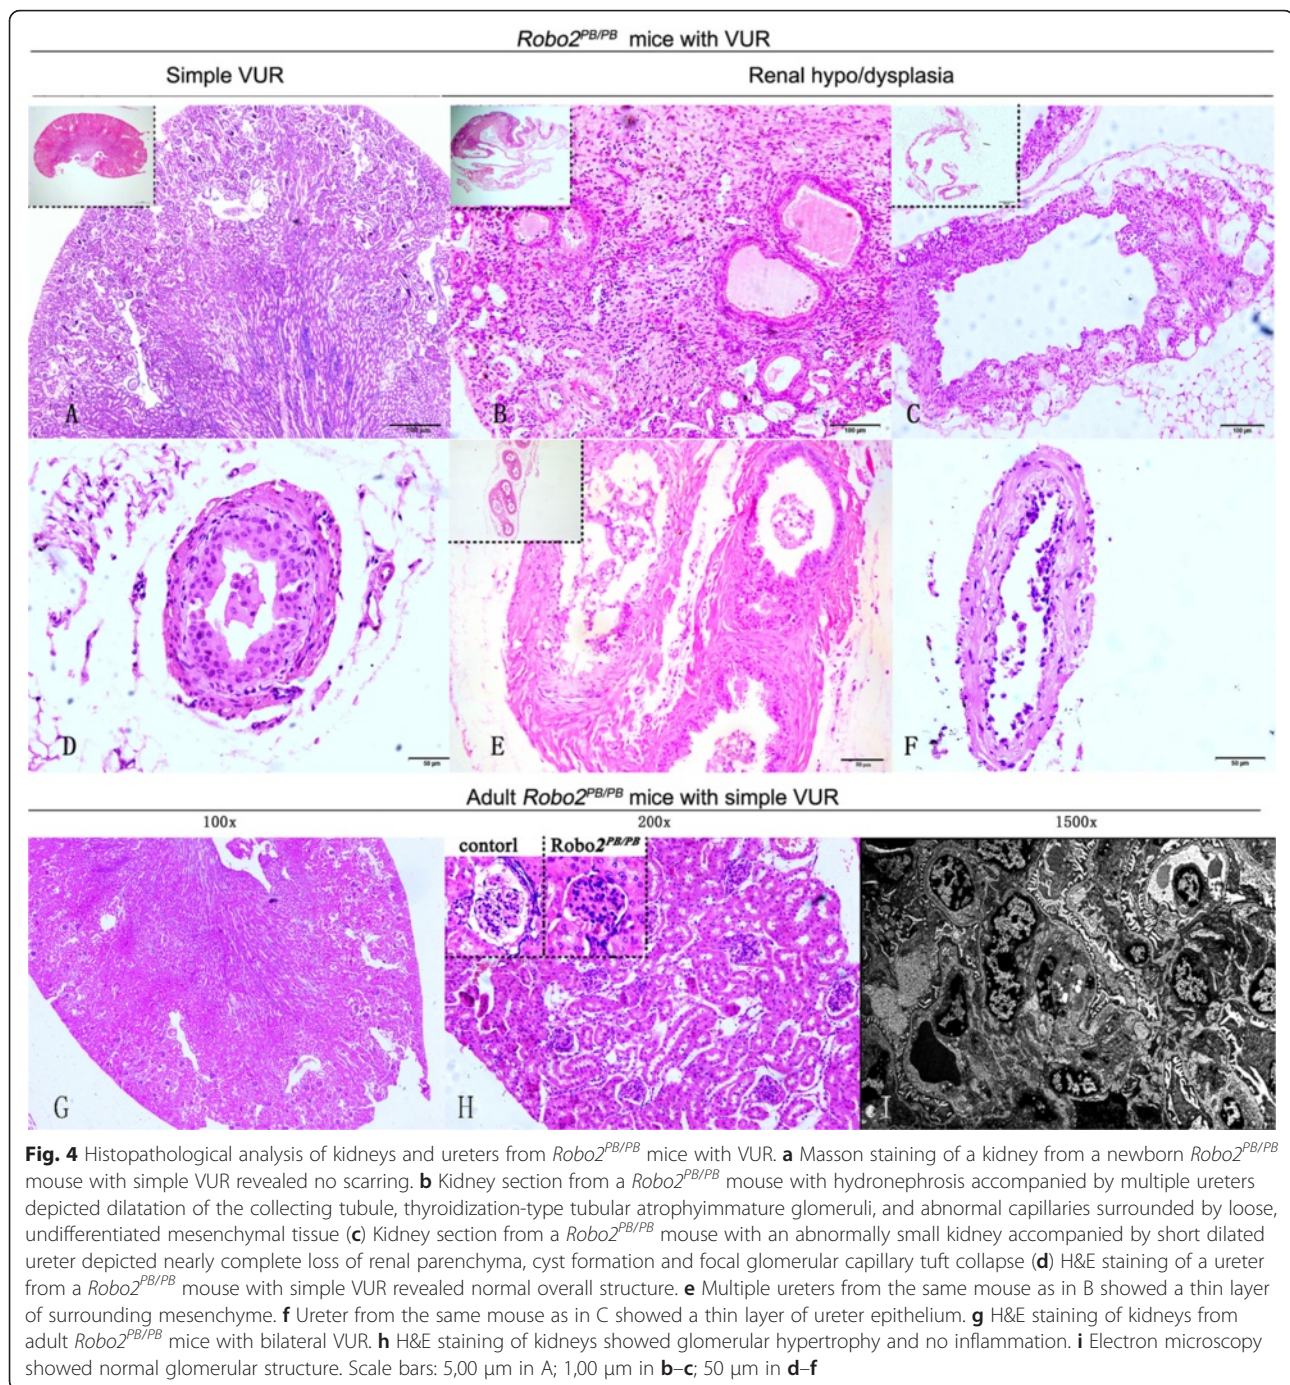 Robo2PB/PB mice with VUR
Simple VUR
Renal hypo/dysplasia
A
B
100 µm
C
100 µm
D
50 µm
E
F
50 µm
Adult Robo2PB/PB mice with simple VUR
100x
200x
1500x
contorl
Robo2PB/PB
G
H
I
Fig. 4 Histopathological analysis of kidneys and ureters from Robo2PB/PB mice with VUR. a Masson staining of a kidney from a newborn Robo2PB/PB
mouse with simple VUR revealed no scarring. b Kidney section from a Robo2PB/PB mouse with hydronephrosis accompanied by multiple ureters
depicted dilatation of the collecting tubule, thyroidization-type tubular atrophyimmature glomeruli, and abnormal capillaries surrounded by loose,
undifferentiated mesenchymal tissue (c) Kidney section from a Robo2PB/PB mouse with an abnormally small kidney accompanied by short dilated
ureter depicted nearly complete loss of renal parenchyma, cyst formation and focal glomerular capillary tuft collapse (d) H&E staining of a ureter
from a Robo2PB/PB mouse with simple VUR revealed normal overall structure. e Multiple ureters from the same mouse as in B showed a thin layer
of surrounding mesenchyme. f Ureter from the same mouse as in C showed a thin layer of ureter epithelium. g H&E staining of kidneys from
adult Robo2PB/PB mice with bilateral VUR. h H&E staining of kidneys showed glomerular hypertrophy and no inflammation. i Electron microscopy
showed normal glomerular structure. Scale bars: 5,00 µm in A; 1,00 µm in b–c; 50 µm in d–f